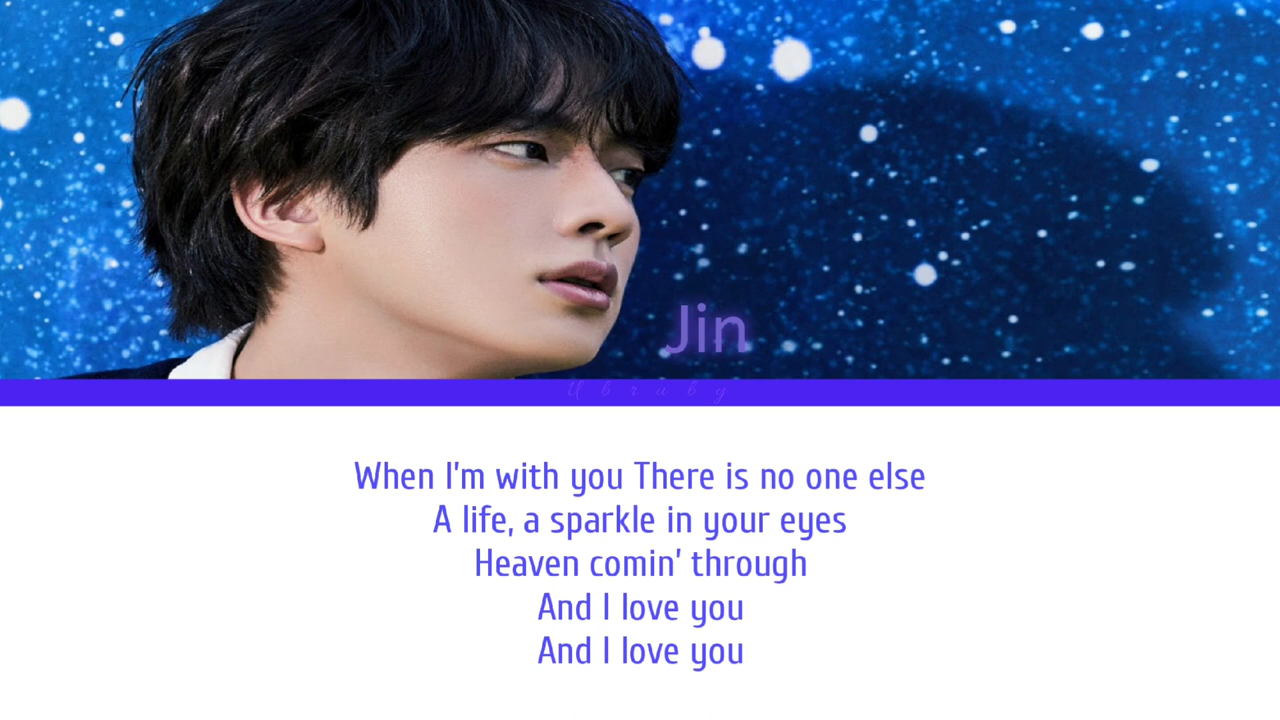 Jin
Ubruby
When I'm with you There is no one else
A life, a sparkle in your eyes
Heaven comin' through
And I love you
And I love you